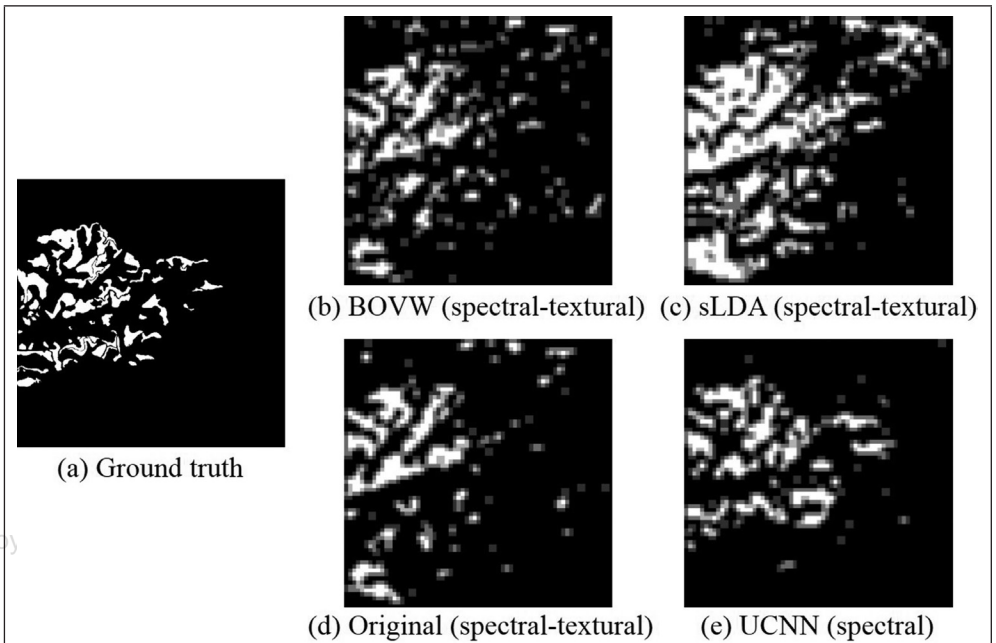 (b) BOVW (spectral-textural)
(c) sLDA (spectral-textural)
(a) Ground truth
(d) Original (spectral-textural)
(e) UCNN (spectral)